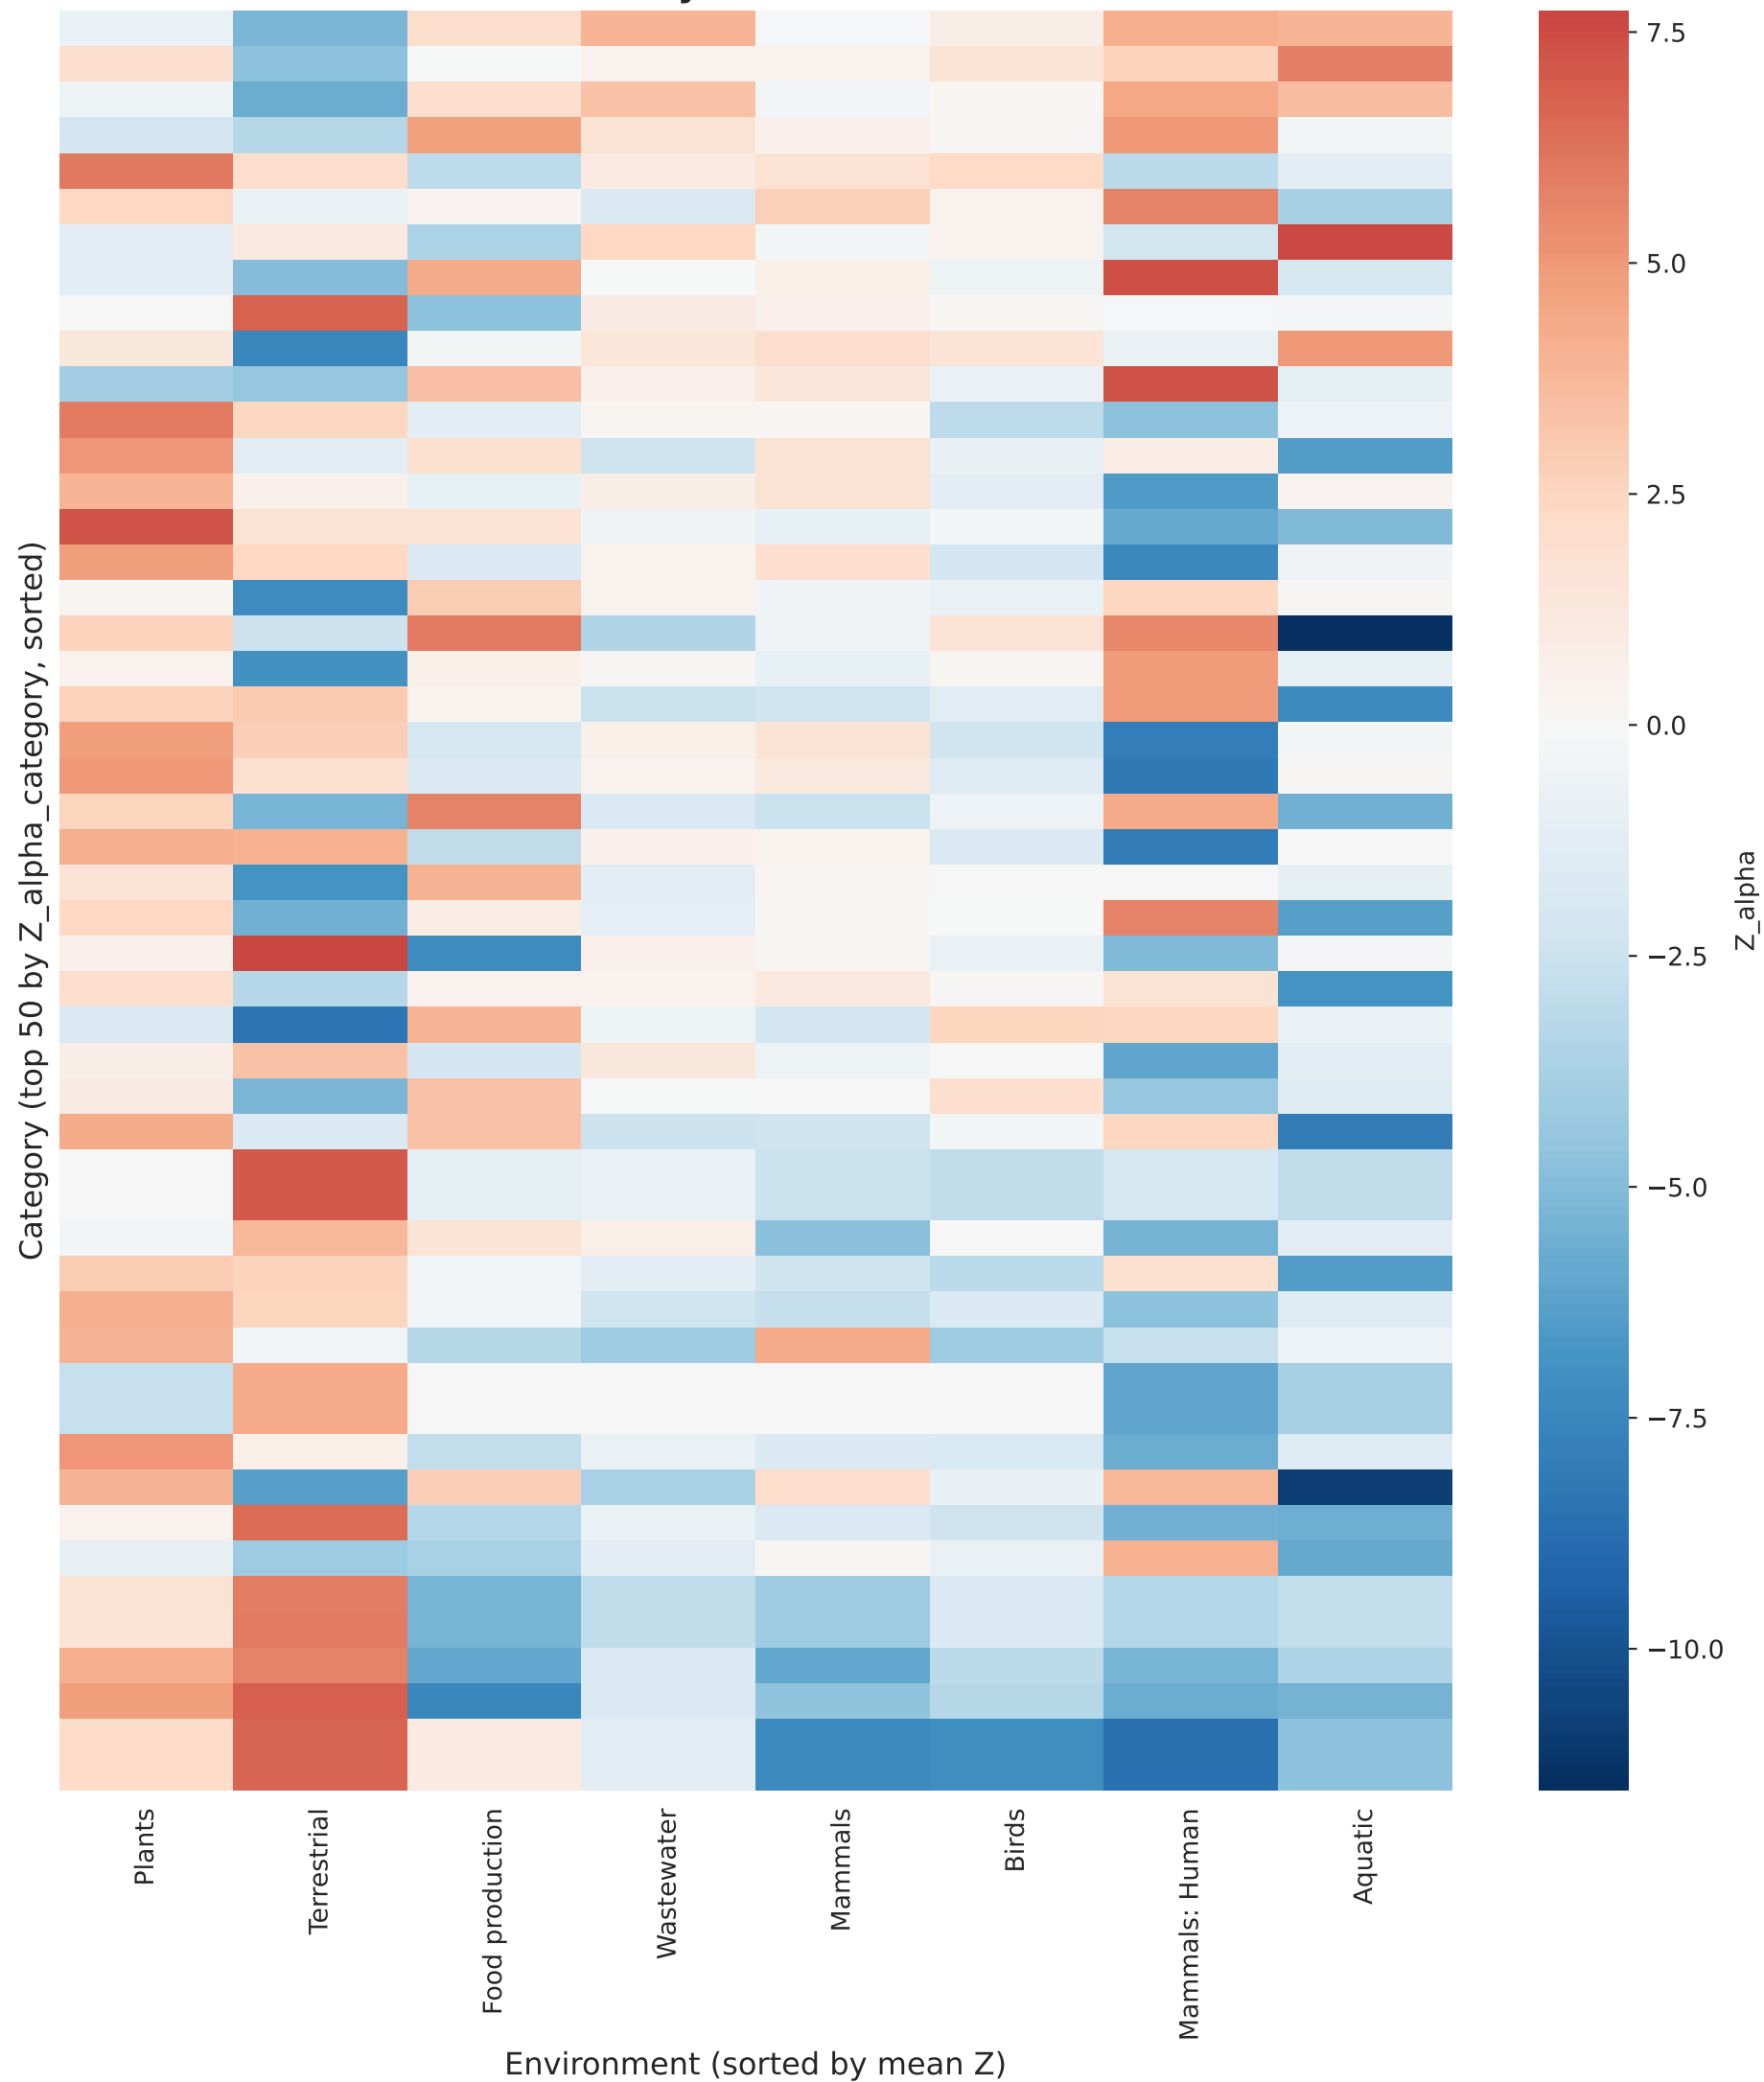 Category (top 50 by Z_alpha_category, sorted)
Plants
Terrestrial
Food production
Wastewater
Mammals
Birds
Mammals: Human
Aquatic
Environment (sorted by mean Z)
7.5
5.0
2.5
0.0
−2.5
−5.0
−7.5
−10.0
Z_alpha